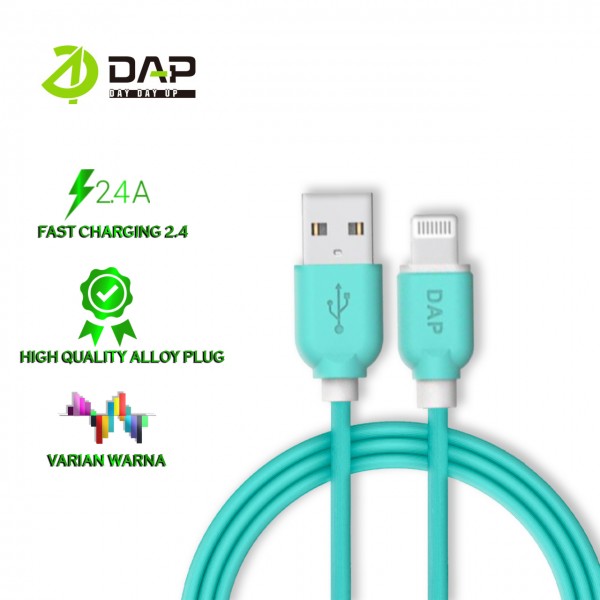 DAP
DAY DAY UP
2.4A
FAST CHARGING 2.4
HIGH QUALITY ALLOY PLUG
VARIAN WARNA
DAP